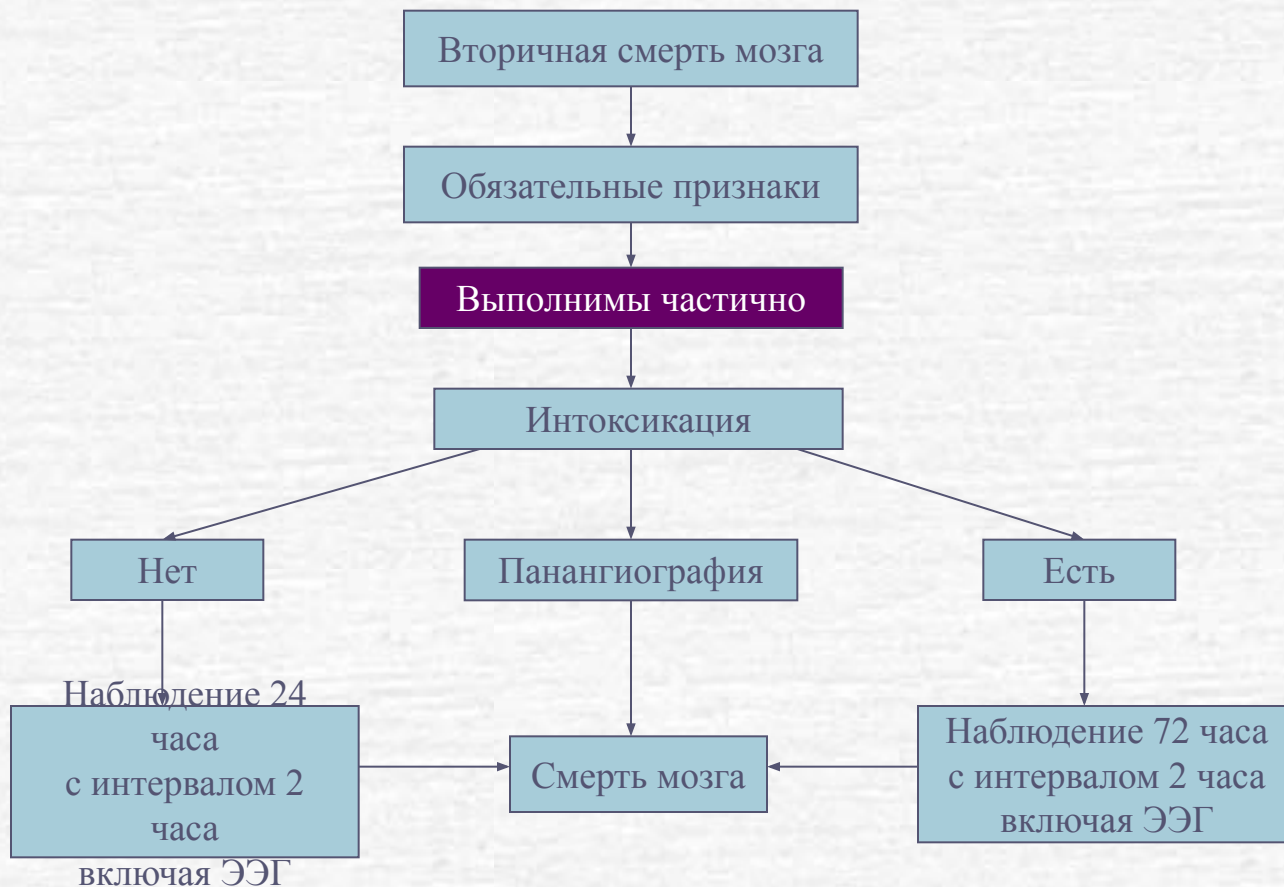 Вторичная смерть мозга
Обязательные признаки
Выполнимы частично
Интоксикация
Нет
Панангиография
Есть
Наблюдение 24
часа
с интервалом 2
часа
включая ЭЭГ
Смерть мозга
Наблюдение 72 часа
с интервалом 2 часа
включая ЭЭГ